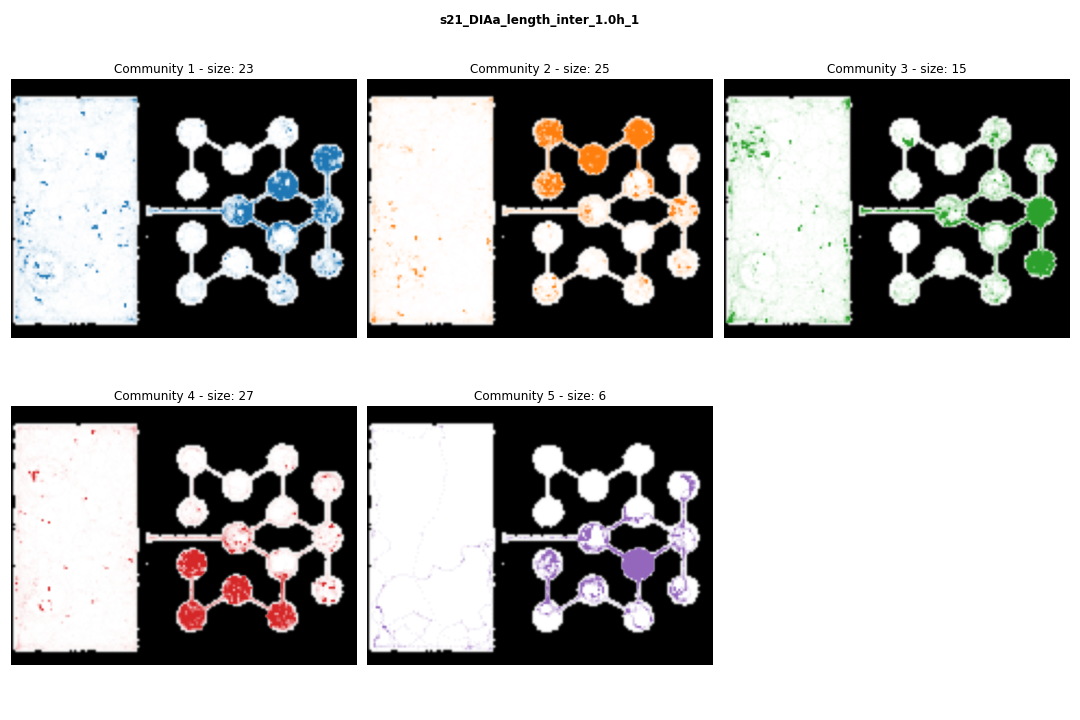 s21_DIAa_length_inter_1.0h_1
Community 1 - size: 23
Community 2 - size: 25
Community 3 - size: 15
Community 4 - size: 27
Community 5 - size: 6